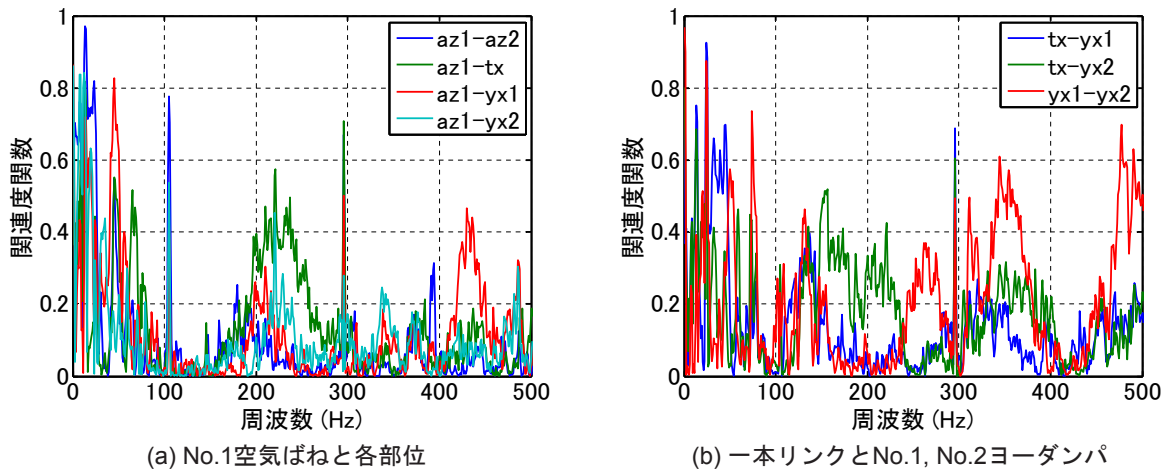 1
0.8
0.6
0.4
0.2
0
関連度関数
az1-az2
az1-tx
az1-yx1
az1-yx2
0 100 200 300 400 500
周波数 (Hz)
(a) No.1空気ばねと各部位
1
0.8
0.6
0.4
0.2
0
関連度関数
tx-yx1
tx-yx2
yx1-yx2
0 100 200 300 400 500
周波数 (Hz)
(b) 一本リンクとNo.1, No.2ヨーダンパ